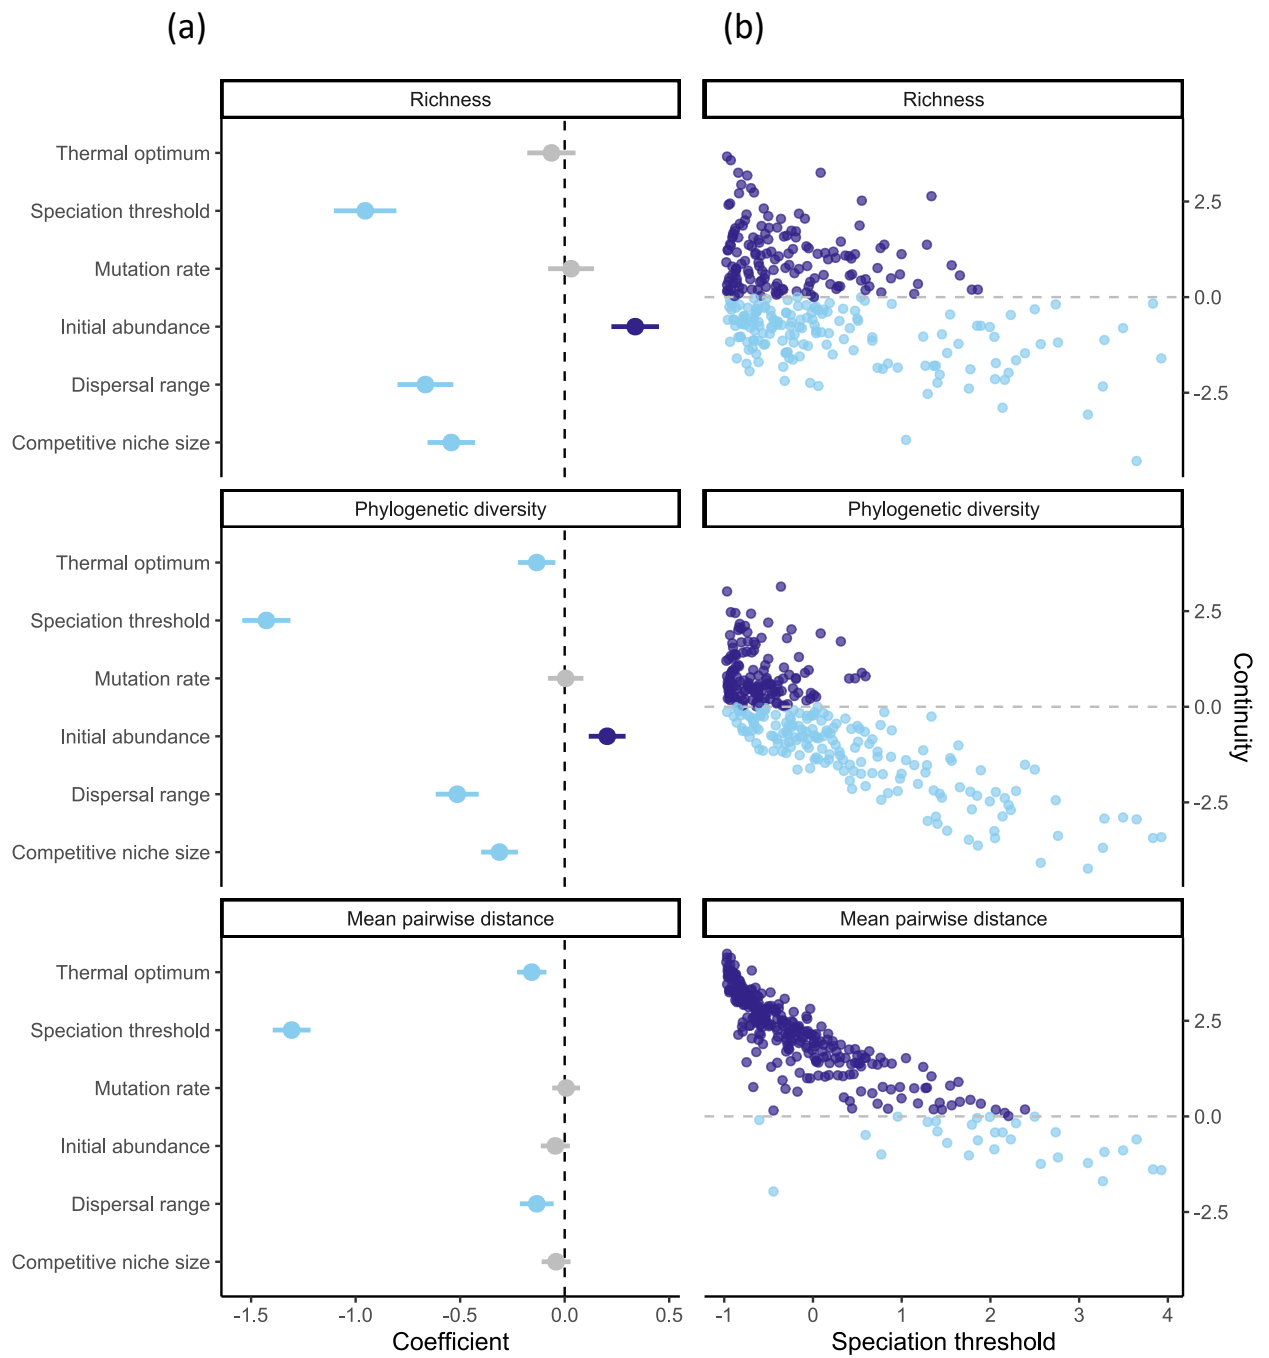 (a)
(b)
Richness
Thermal optimum
Speciation threshold
Mutation rate
Initial abundance
Dispersal range
Competitive niche size
Richness
2.5
0.0
-2.5
Phylogenetic diversity
Thermal optimum
Speciation threshold
Mutation rate
Initial abundance
Dispersal range
Competitive niche size
Phylogenetic diversity
2.5
0.0
-2.5
Continuity
Mean pairwise distance
Thermal optimum
Speciation threshold
Mutation rate
Initial abundance
Dispersal range
Competitive niche size
-1.5 -1.0 -0.5 0.0 0.5
Coefficient
Mean pairwise distance
2.5
0.0
-2.5
-1 0 1 2 3 4
Speciation threshold